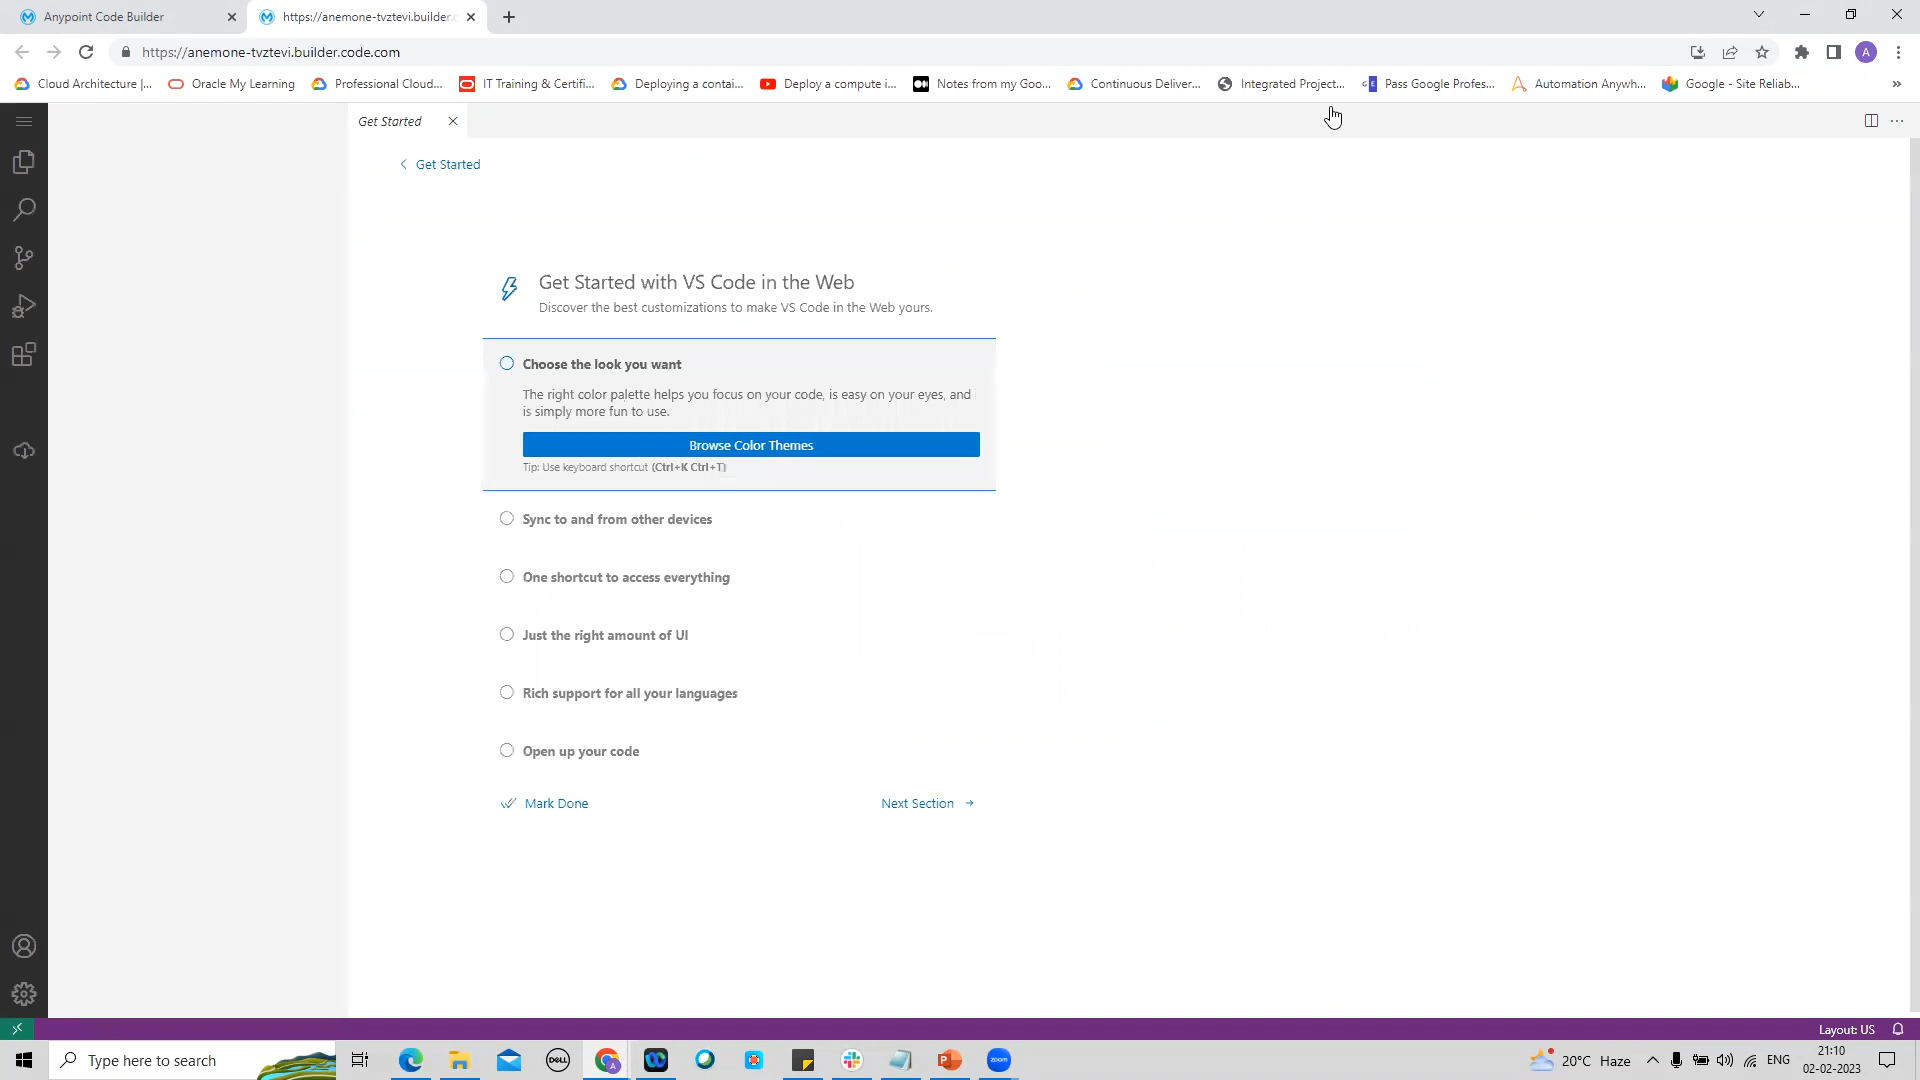 Anypoint Code Builder
https://anemone-tvztevi.builder.c
https://anemone-tvztevi.builder.code.com
A
Cloud Architecture |...
Oracle My Learning
Professional Cloud...
IT Training & Certifi...
Deploying a contai...
Deploy a compute i...
Notes from my Goo...
Continuous Deliver...
Integrated Project...
Pass Google Profes...
Automation Anywh...
Google - Site Reliab...
»
Get Started
Get Started
Get Started with VS Code in the Web
Discover the best customizations to make VS Code in the Web yours.
Choose the look you want
The right color palette helps you focus on your code, is easy on your eyes, and
is simply more fun to use.
Browse Color Themes
Tip: Use keyboard shortcut (Ctrl+K Ctrl+T)
Sync to and from other devices
One shortcut to access everything
Just the right amount of UI
Rich support for all your languages
Open up your code
Mark Done
Next Section
Layout: US
Type here to search
DELL
A
zoom
20°C Haze
ENG
21:10
02-02-2023